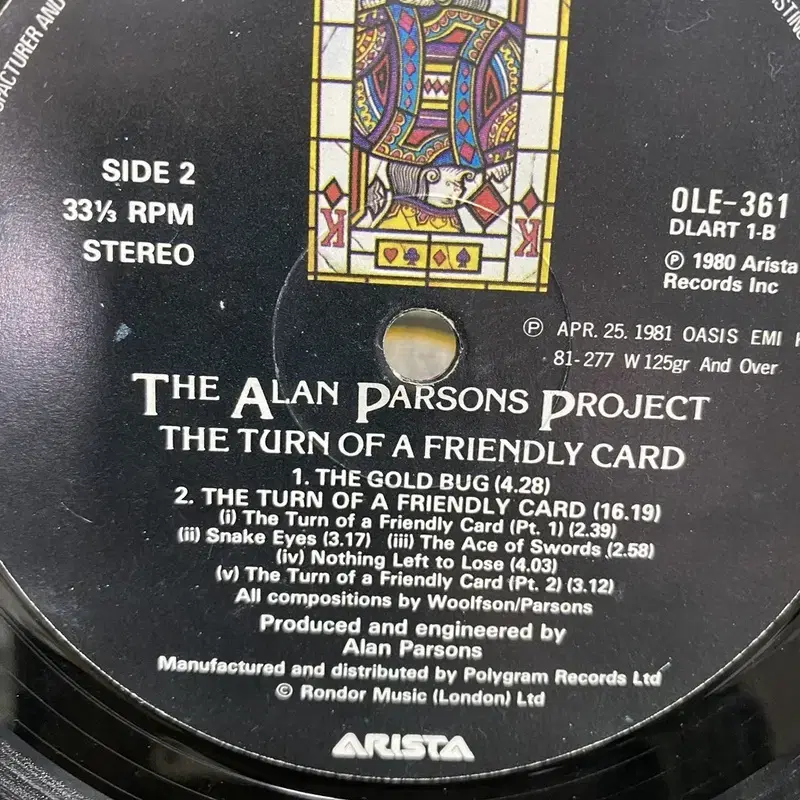 SIDE 2
33⅓ RPM
STEREO
K K
OLE-361
DLART 1-B
Ⓟ 1980 Arista
Records Inc
Ⓟ APR. 25. 1981 OASIS EMI
81-277 W125gr And Over
THE ALAN PARSONS PROJECT
THE TURN OF A FRIENDLY CARD
1. THE GOLD BUG (4.28)
2. THE TURN OF A FRIENDLY CARD (16.19)
(i) The Turn of a Friendly Card (Pt. 1) (2.39)
(ii) Snake Eyes (3.17) (iii) The Ace of Swords (2.58)
(iv) Nothing Left to Lose (4.03)
(v) The Turn of a Friendly Card (Pt. 2) (3.12)
All compositions by Woolfson/Parsons
Produced and engineered by
Alan Parsons
Manufactured and distributed by Polygram Records Ltd
© Rondor Music (London) Ltd
ARISTA